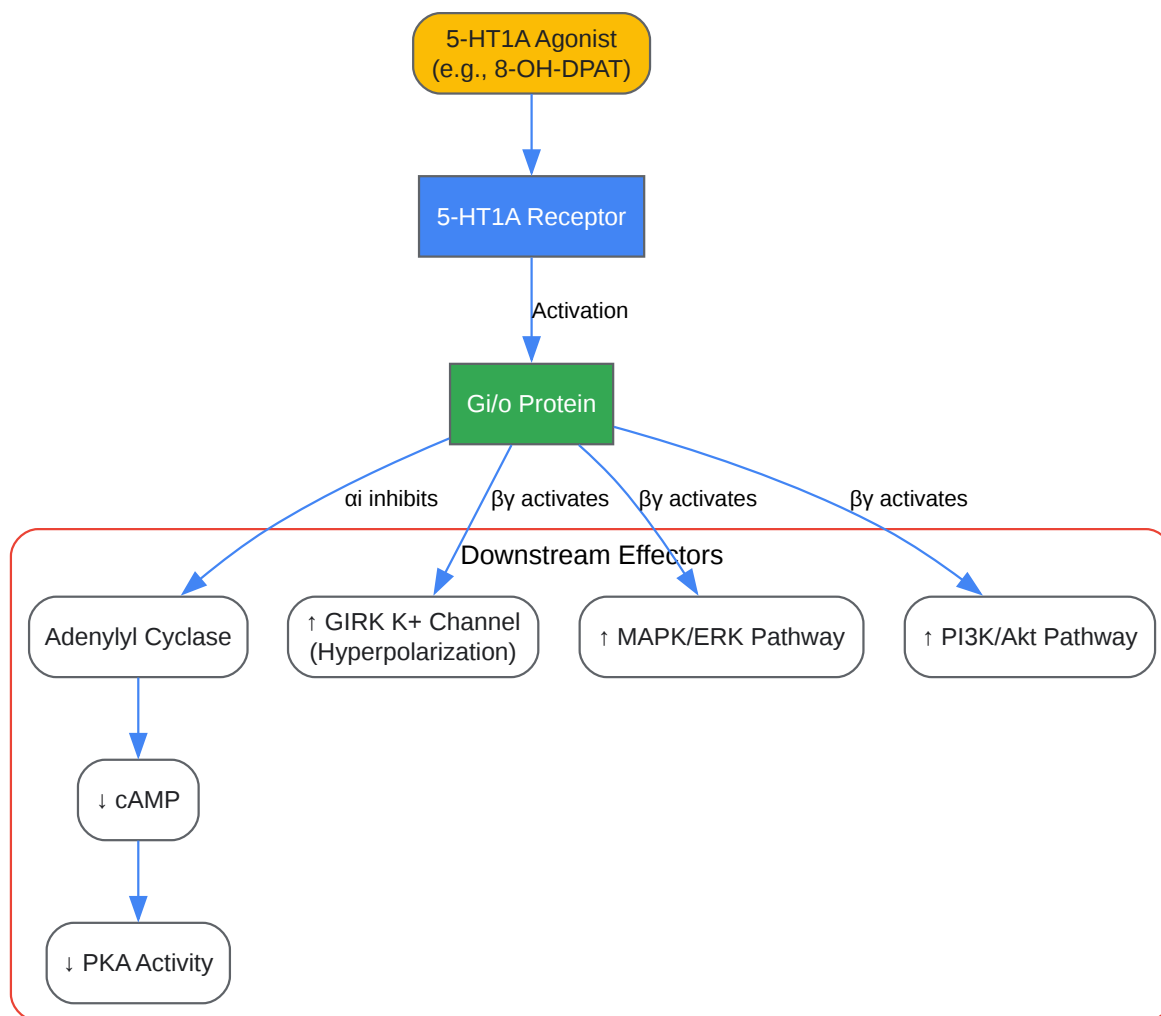 5-HT1A Agonist
(e.g., 8-OH-DPAT)
5-HT1A Receptor
Activation
Gi/o Protein
αi inhibits
βγ activates
βγ activates
βγ activates
Downstream Effectors
Adenylyl Cyclase
↑ GIRK K+ Channel
(Hyperpolarization)
↑ MAPK/ERK Pathway
↑ PI3K/Akt Pathway
↓ cAMP
↓ PKA Activity